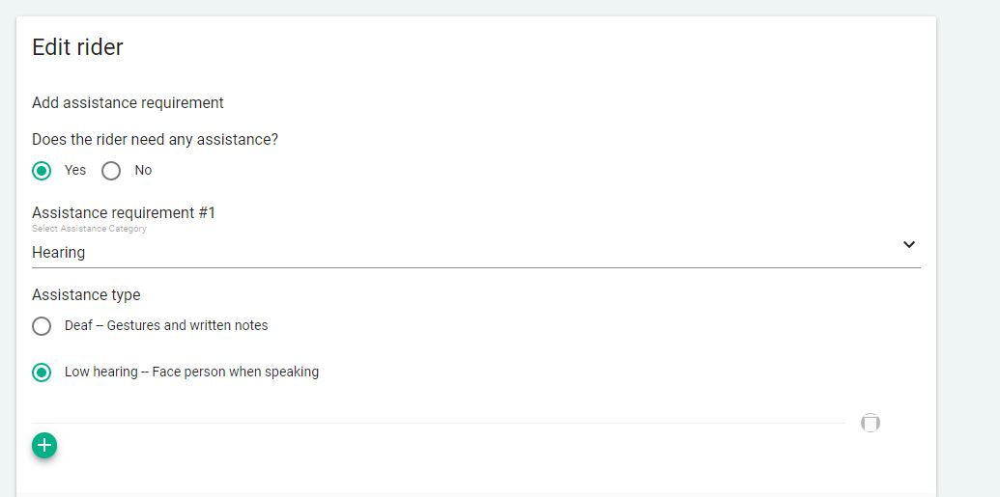 Edit rider
Add assistance requirement
Does the rider need any assistance?
Yes No
Assistance requirement #1
Select Assistance Category
Hearing
Assistance type
Deaf -- Gestures and written notes
Low hearing -- Face person when speaking